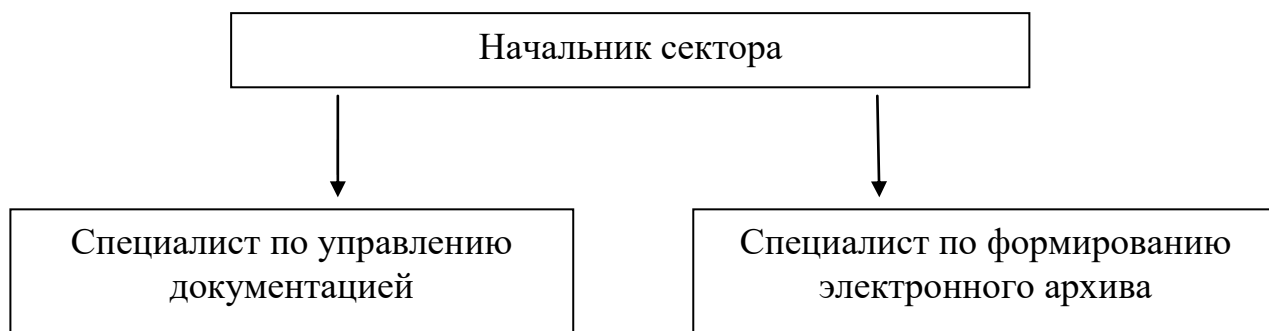 Начальник сектора
Специалист по управлению
документацией
Специалист по формированию
электронного архива